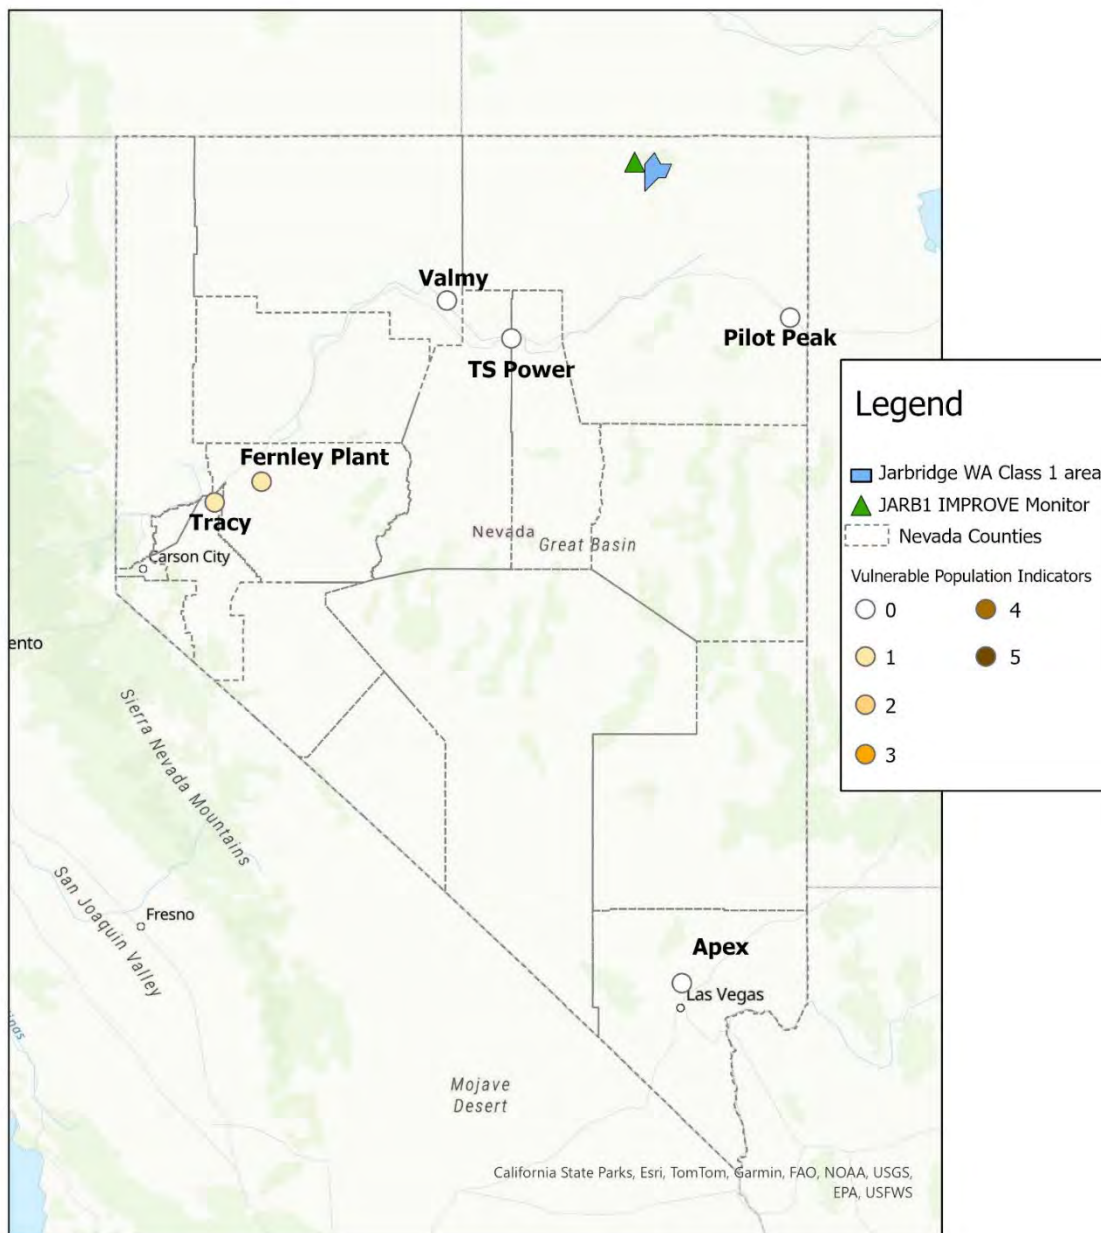 Valmy
TS Power
Pilot Peak
Fernley Plant
Tracy
Carson City
Nevada
Great Basin
ento
Sierra Nevada Mountains
San Joaquin Valley
Fresno
Apex
Las Vegas
Mojave
Desert
California State Parks, Esri, TomTom, Garmin, FAO, NOAA, USGS,
EPA, USFWS
Legend
Jarbridge WA Class 1 area
JARB1 IMPROVE Monitor
Nevada Counties
Vulnerable Population Indicators
0
4
1
5
2
3